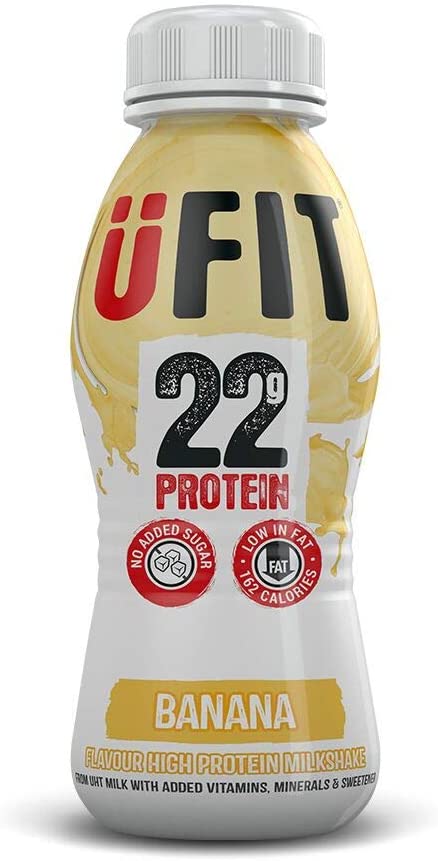 ÜFIT
22g
PROTEIN
NO ADDED SUGAR
LOW IN FAT · 162 CALORIES ·
FAT
BANANA
FLAVOUR HIGH PROTEIN MILKSHAKE
FROM UHT MILK WITH ADDED VITAMINS, MINERALS & SWEETENER